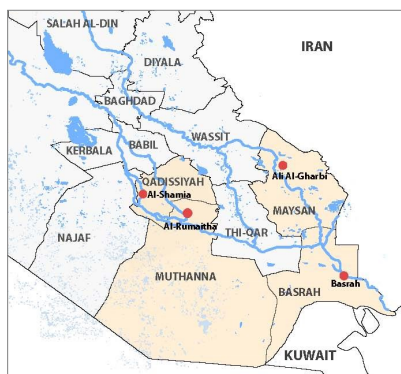 SALAH AL-DIN
IRAN
DIYALA
BAGHDAD
WASSIT
KERBALA
BABIL
Ali Al-Gharbi
QADISSIYAH
Al-Shamia
MAYSAN
Al-Rumaitha
NAJAF
THI-QAR
MUTHANNA
Basrah
BASRAH
KUWAIT